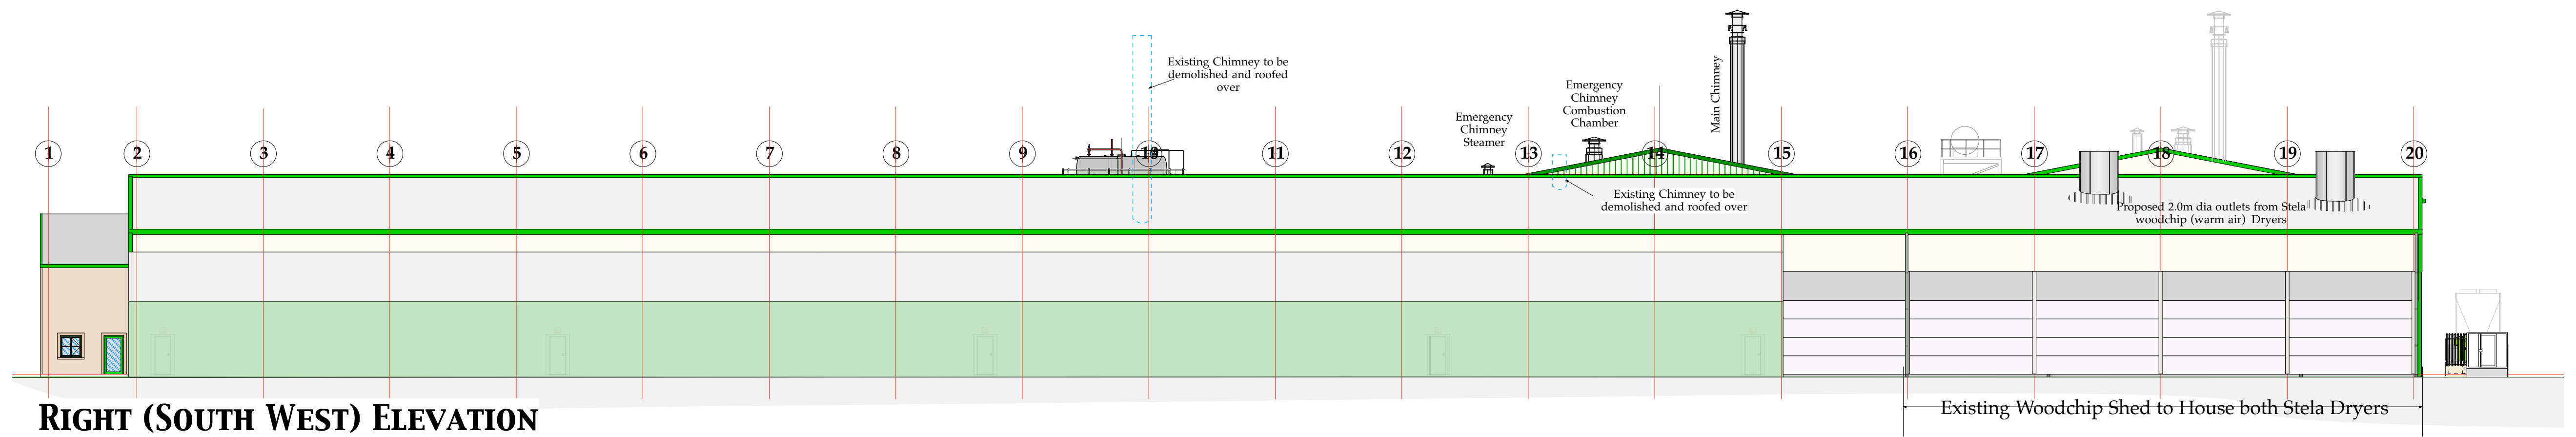 Existing Chimney to be
demolished and roofed
over
Emergency
Chimney
Steamer
Emergency
Chimney
Combustion
Chamber
Main Chimney
1 2 3 4 5 6 7 8 9 10 11 12 13 14 15 16 17 18 19 20
Existing Chimney to be
demolished and roofed over
Proposed 2.0m dia outlets from Stela
woodchip (warm air) Dryers
Right (South West) Elevation
Existing Woodchip Shed to House both Stela Dryers